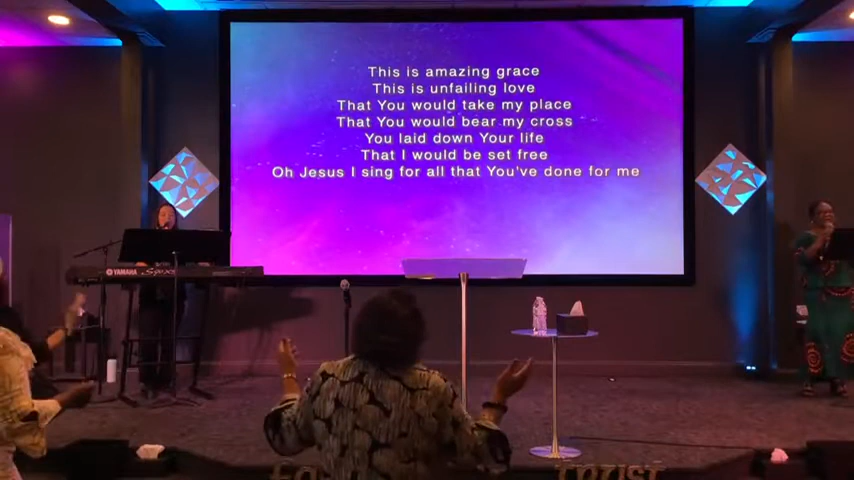 This is amazing grace
This is unfailing love
That You would take my place
That You would bear my cross
You laid down Your life
That I would be set free
Oh Jesus I sing for all that You've done for me
YAMAHA
Christ